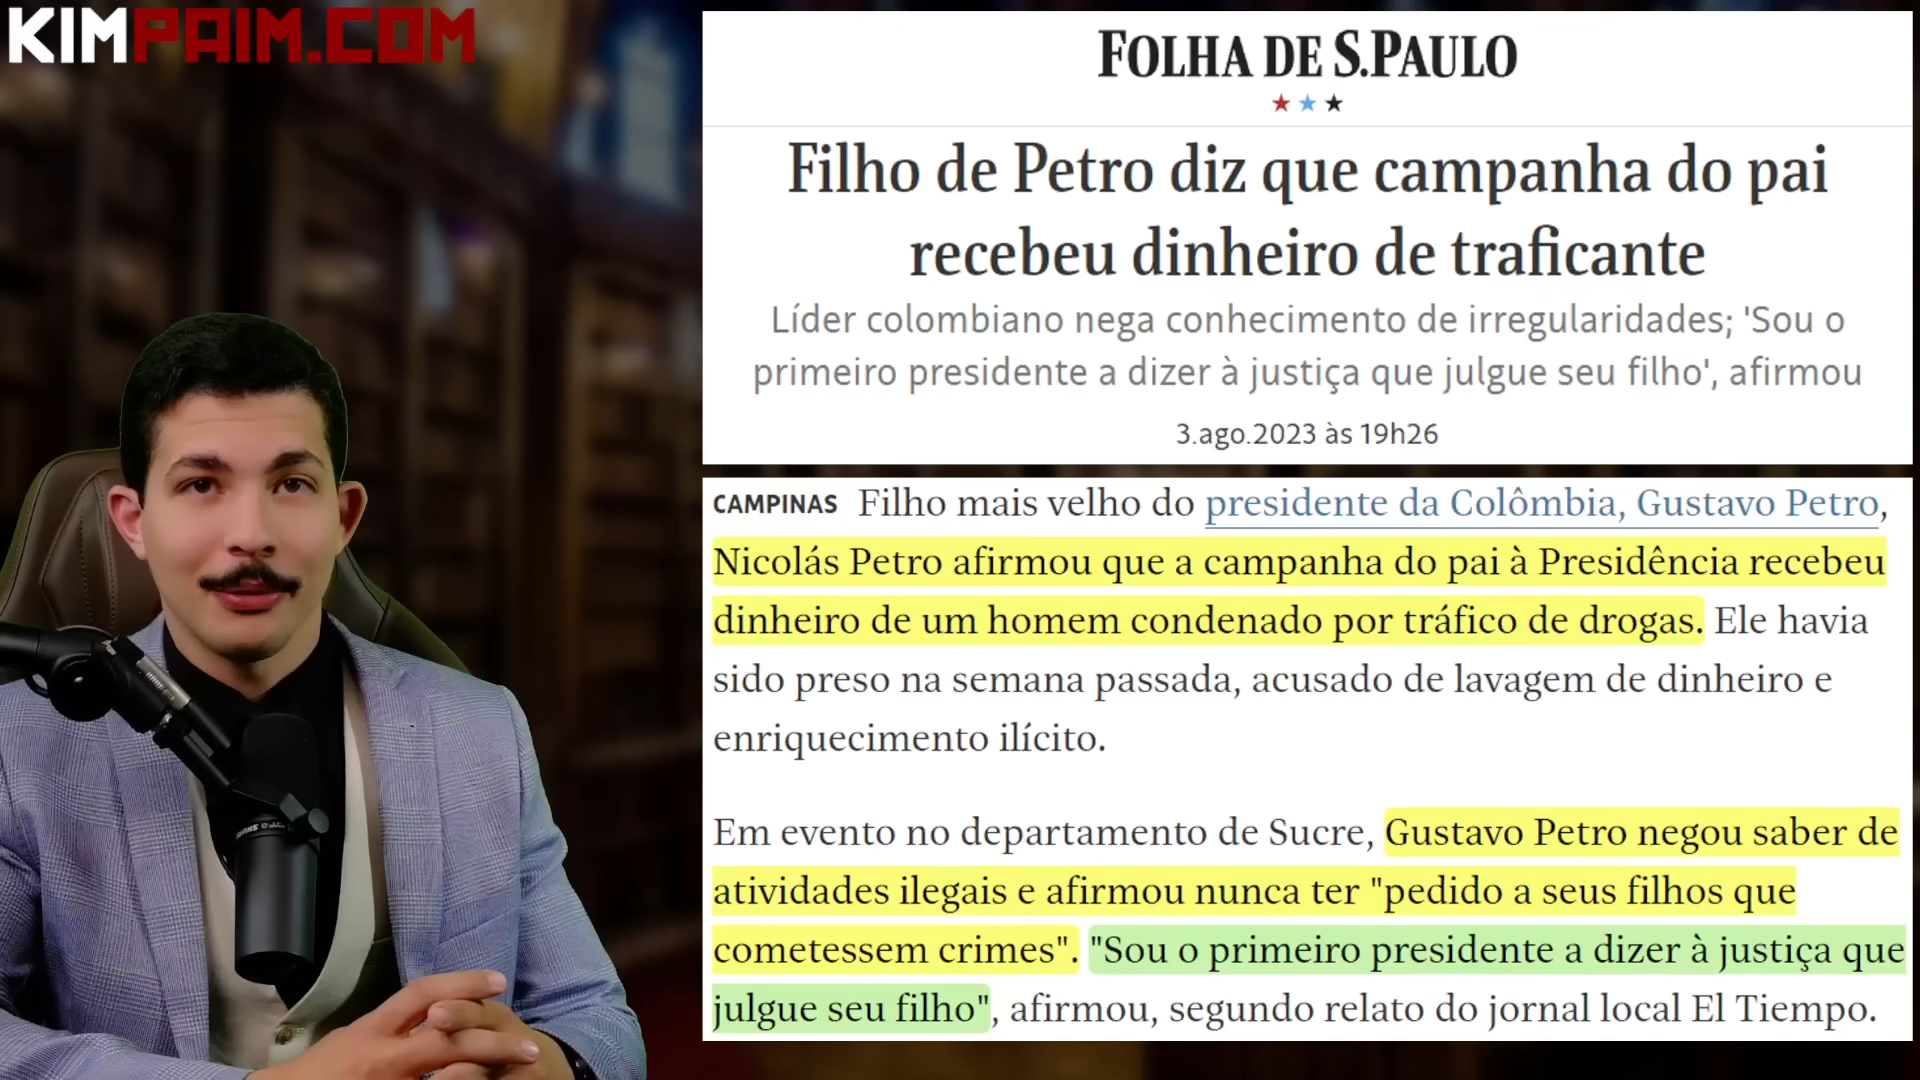 KIMPAIM.COM
FOLHA DE S.PAULO
Filho de Petro diz que campanha do pai
recebeu dinheiro de traficante
Líder colombiano nega conhecimento de irregularidades; 'Sou o
primeiro presidente a dizer à justiça que julgue seu filho', afirmou
3.ago.2023 às 19h26
CAMPINAS Filho mais velho do presidente da Colômbia, Gustavo Petro,
Nicolás Petro afirmou que a campanha do pai à Presidência recebeu
dinheiro de um homem condenado por tráfico de drogas. Ele havia
sido preso na semana passada, acusado de lavagem de dinheiro e
enriquecimento ilícito.
Em evento no departamento de Sucre, Gustavo Petro negou saber de
atividades ilegais e afirmou nunca ter "pedido a seus filhos que
cometessem crimes". "Sou o primeiro presidente a dizer à justiça que
julgue seu filho", afirmou, segundo relato do jornal local El Tiempo.